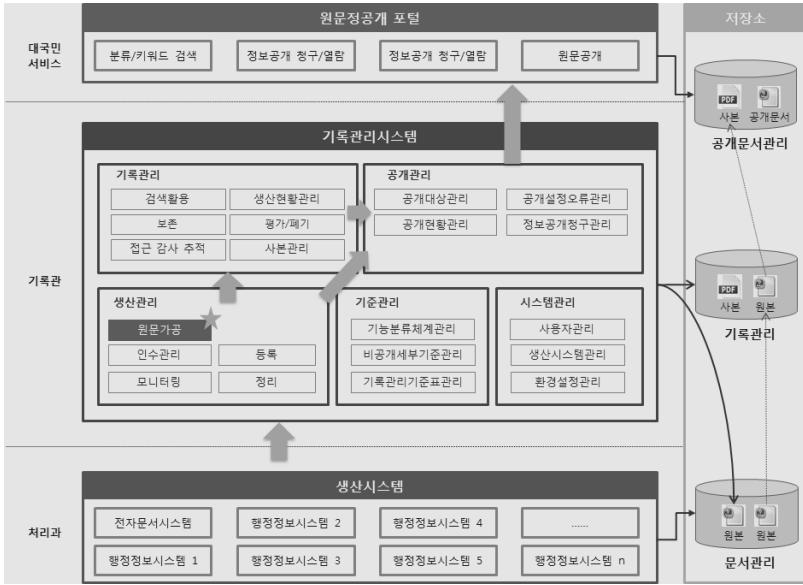 원문정공개 포털
저장소
대국민
서비스
분류/키워드 검색
정보공개 청구/열람
정보공개 청구/열람
원문공개
PDF
사본
공개문서
공개문서관리
기록관리시스템
기록관리
검색활용
생산현황관리
보존
평가/폐기
접근 감사 추적
사본관리
공개관리
공개대상관리
공개설정오류관리
공개현황관리
정보공개청구관리
기록관
생산관리
원문가공
인수관리
등록
모니터링
정리
기준관리
기능분류체계관리
비공개세부기준관리
기록관리기준표관리
시스템관리
사용자관리
생산시스템관리
환경설정관리
PDF
사본
원본
기록관리
생산시스템
처리과
전자문서시스템
행정정보시스템 2
행정정보시스템 4
......
행정정보시스템 1
행정정보시스템 3
행정정보시스템 5
행정정보시스템 n
원본
원본
문서관리